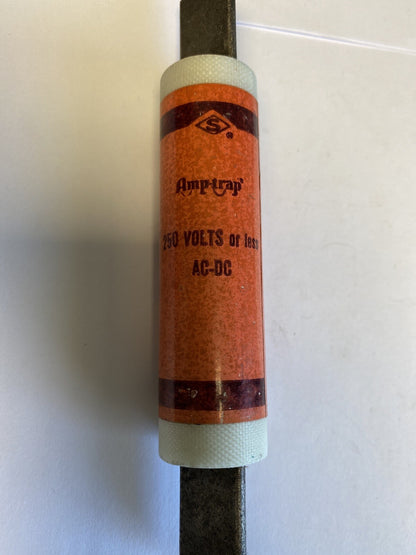 S
®
Amp-trap®
250 VOLTS or less
AC-DC